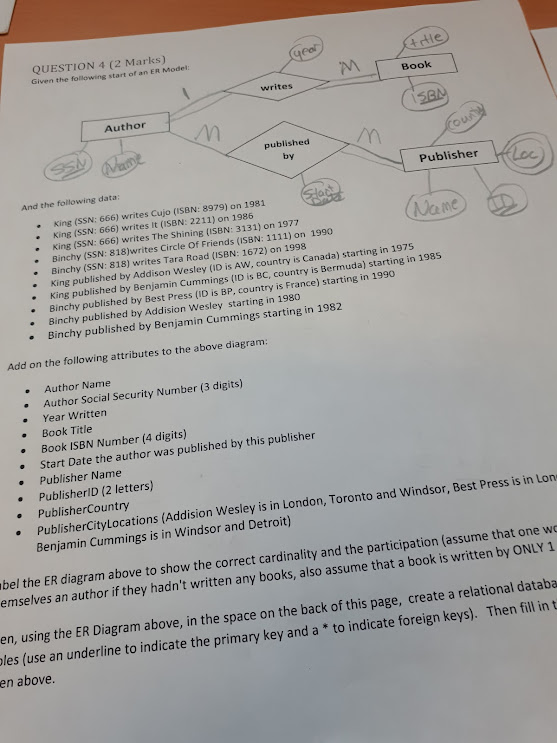 QUESTION 4 (2 Marks)
Given the following start of an ER Model:
year
title
M
Book
writes
1
ISBN
Author
M
published
by
M
County
Publisher
Loc
SSN
Name
Start
Date
Name
ID
And the following data:
• King (SSN: 666) writes Cujo (ISBN: 8979) on 1981
• King (SSN: 666) writes It (ISBN: 2211) on 1986
• King (SSN: 666) writes The Shining (ISBN: 3131) on 1977
• Binchy (SSN: 818)writes Circle Of Friends (ISBN: 1111) on 1990
• Binchy (SSN: 818) writes Tara Road (ISBN: 1672) on 1998
• King published by Addison Wesley (ID is AW, country is Canada) starting in 1975
• King published by Benjamin Cummings (ID is BC, country is Bermuda) starting in 1985
• Binchy published by Best Press (ID is BP, country is France) starting in 1990
• Binchy published by Addision Wesley starting in 1980
• Binchy published by Benjamin Cummings starting in 1982
Add on the following attributes to the above diagram:
• Author Name
• Author Social Security Number (3 digits)
• Year Written
• Book Title
• Book ISBN Number (4 digits)
• Start Date the author was published by this publisher
• Publisher Name
• PublisherID (2 letters)
• PublisherCountry
• PublisherCityLocations (Addision Wesley is in London, Toronto and Windsor, Best Press is in Lon
Benjamin Cummings is in Windsor and Detroit)
abel the ER diagram above to show the correct cardinality and the participation (assume that one wo
emselves an author if they hadn't written any books, also assume that a book is written by ONLY 1
en, using the ER Diagram above, in the space on the back of this page, create a relational databa
bles (use an underline to indicate the primary key and a * to indicate foreign keys). Then fill in t
en above.